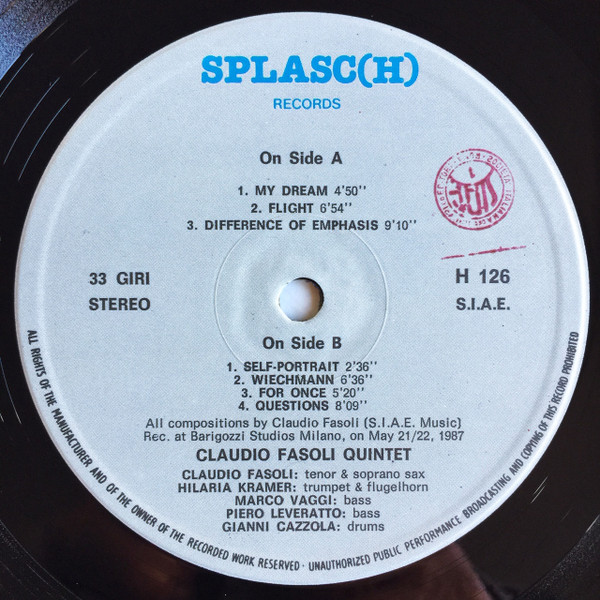 SPLASC(H)
RECORDS
On Side A
1. MY DREAM 4'50''
2. FLIGHT 6'54''
3. DIFFERENCE OF EMPHASIS 9'10''
33 GIRI
STEREO
H 126
S.I.A.E.
On Side B
1. SELF-PORTRAIT 2'36''
2. WIECHMANN 6'36''
3. FOR ONCE 5'20''
4. QUESTIONS 8'09''
All compositions by Claudio Fasoli (S.I.A.E. Music)
Rec. at Barigozzi Studios Milano, on May 21/22, 1987
CLAUDIO FASOLI QUINTET
CLAUDIO FASOLI: tenor & soprano sax
HILARIA KRAMER: trumpet & flugelhorn
MARCO VAGGI: bass
PIERO LEVERATTO: bass
GIANNI CAZZOLA: drums
ALL RIGHTS OF THE MANUFACTURER AND OF THE OWNER OF THE RECORDED WORK RESERVED · UNAUTHORIZED PUBLIC PERFORMANCE BROADCASTING AND COPYING OF THIS RECORD PROHIBITED